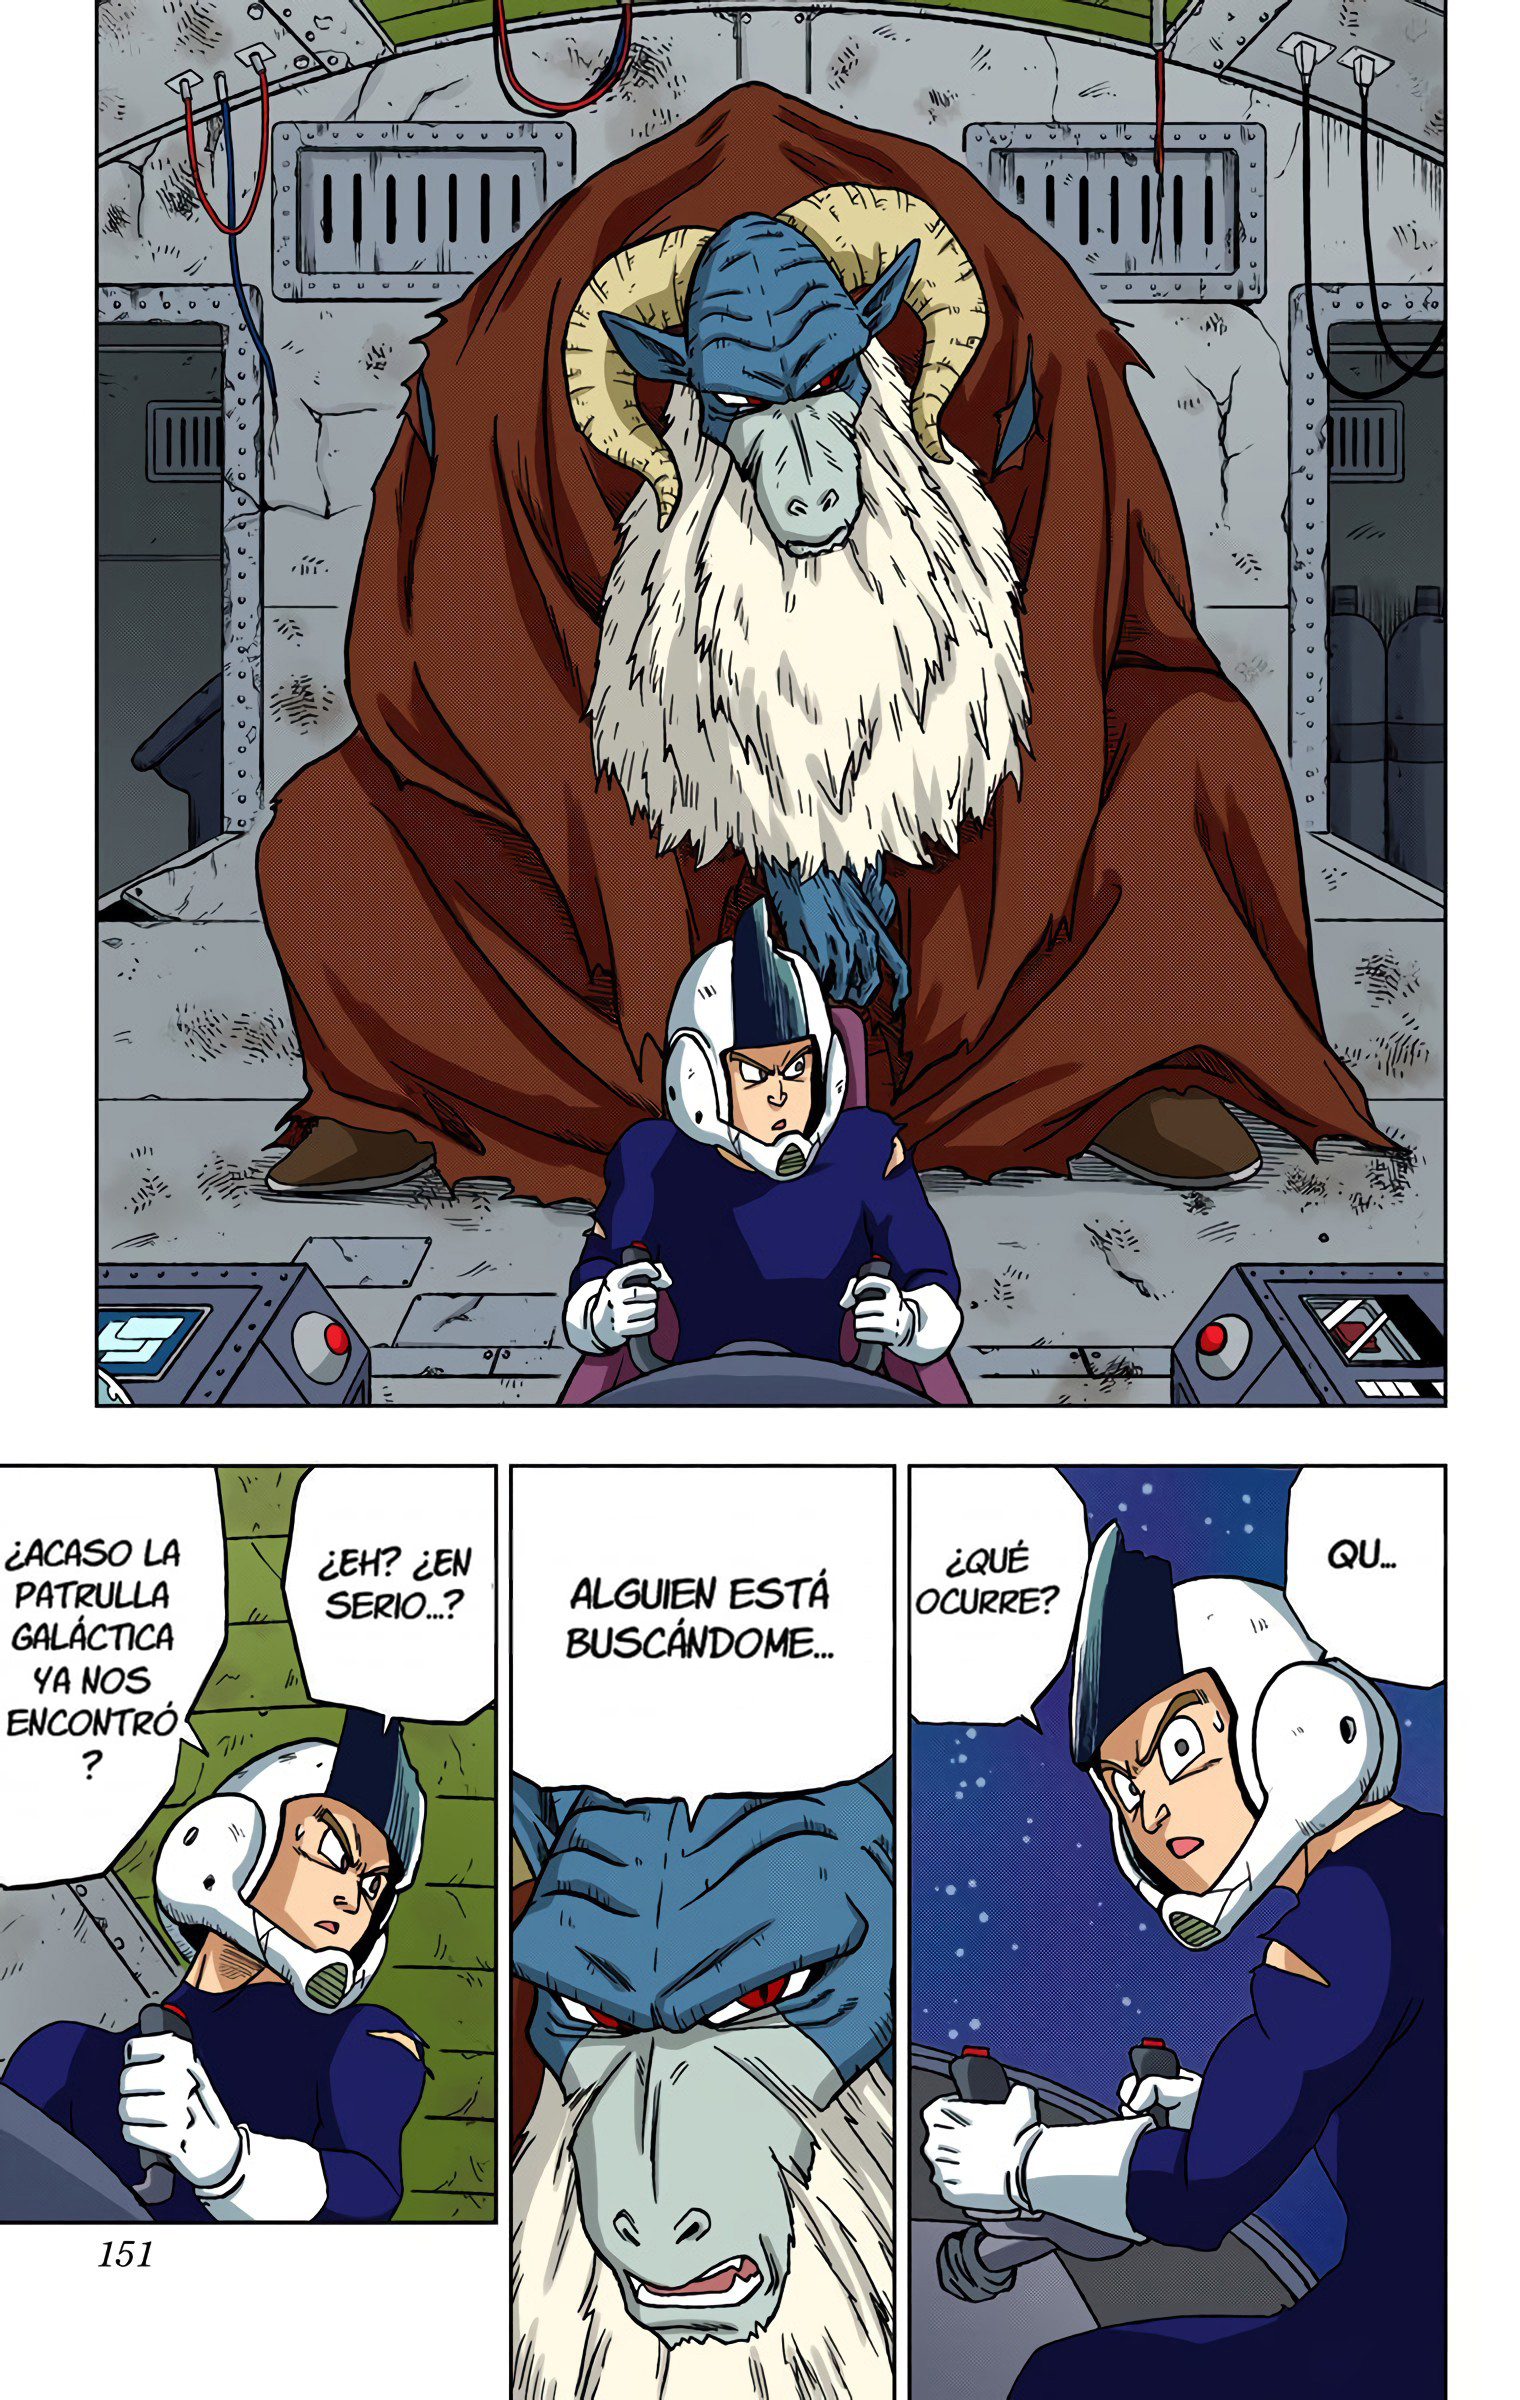 QU...
¿QUÉ
OCURRE?
ALGUIEN ESTÁ
BUSCÁNDOME...
¿EH? ¿EN
SERIO...?
¿ACASO LA
PATRULLA
GALÁCTICA
YA NOS
ENCONTRÓ
?
151